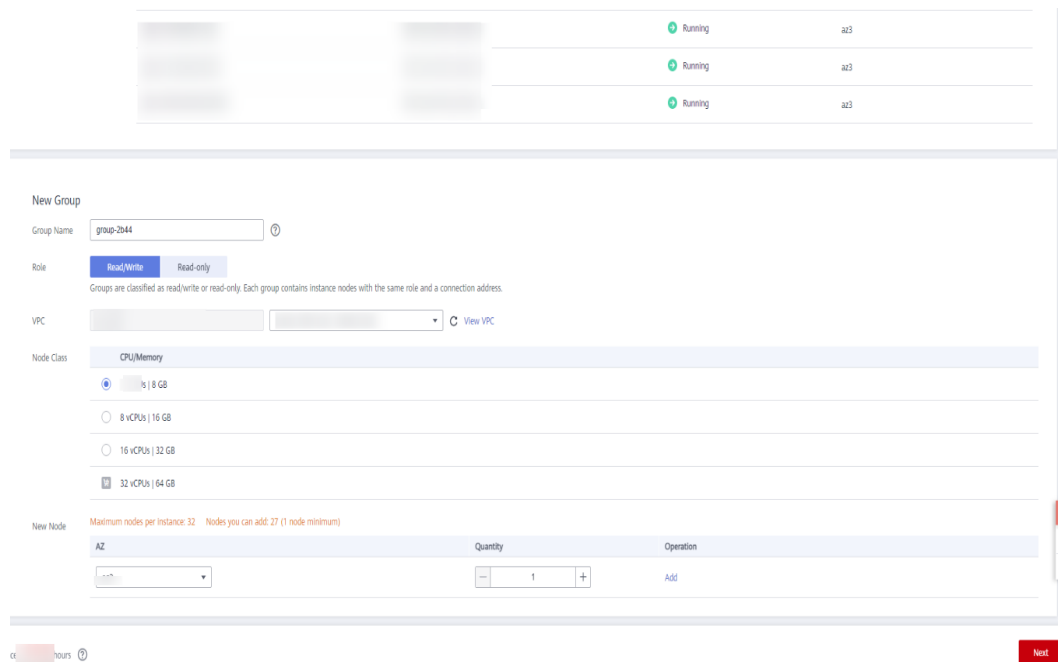 Running az3
Running az3
Running az3
New Group
Group Name group-2b44
Role Read/Write Read-only
Groups are classified as read/write or read-only. Each group contains instance nodes with the same role and a connection address.
VPC View VPC
Node Class CPU/Memory
| 8 GB
8 vCPUs | 16 GB
16 vCPUs | 32 GB
32 vCPUs | 64 GB
New Node Maximum nodes per instance: 32 Nodes you can add: 27 (1 node minimum)
AZ Quantity Operation
1 Add
hours Next